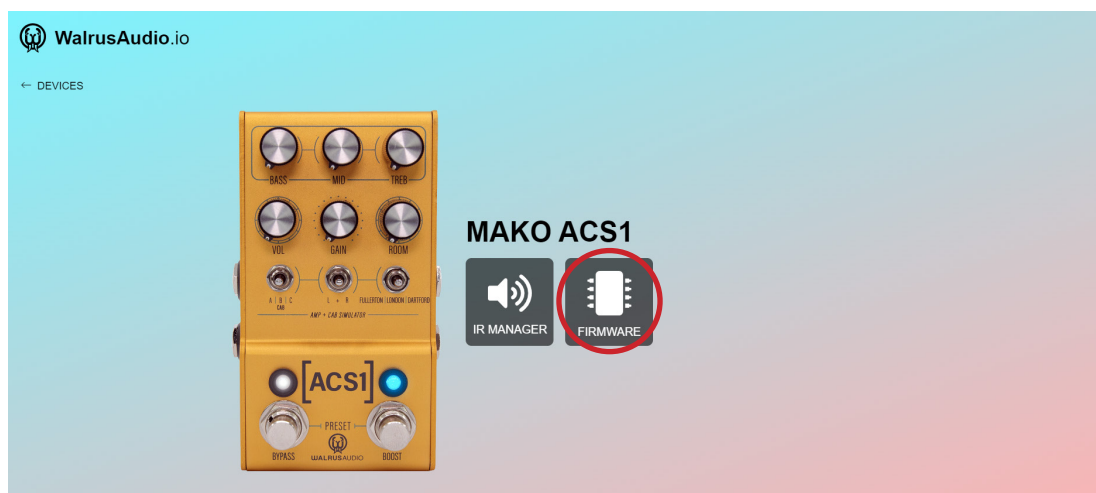 WalrusAudio.io
← DEVICES
BASS MID TREB
VOL GAIN ROOM
A | B | C L + R FULLERTON | LONDON | DARTFORD
CAB
AMP + CAB SIMULATOR
MAKO ACS1
IR MANAGER FIRMWARE
[ACS1]
PRESET
BYPASS WALRUSAUDIO BOOST